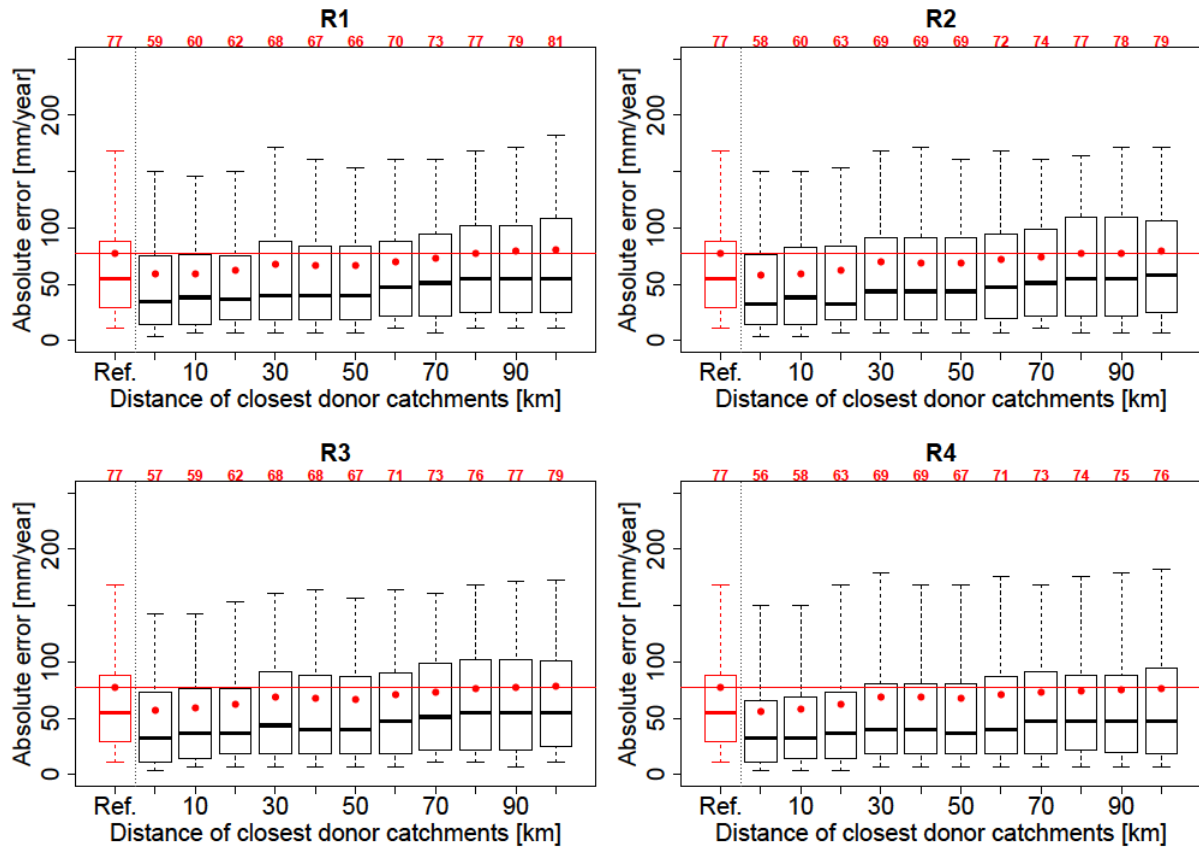 R1
77 59 60 62 68 67 66 70 73 77 79 81
Absolute error [mm/year]
200
100
50
0
Ref. 10 30 50 70 90
Distance of closest donor catchments [km]
R2
77 58 60 63 69 69 69 72 74 77 78 79
Absolute error [mm/year]
200
100
50
0
Ref. 10 30 50 70 90
Distance of closest donor catchments [km]
R3
77 57 59 62 68 68 67 71 73 76 77 79
Absolute error [mm/year]
200
100
50
0
Ref. 10 30 50 70 90
Distance of closest donor catchments [km]
R4
77 56 58 63 69 69 67 71 73 74 75 76
Absolute error [mm/year]
200
100
50
0
Ref. 10 30 50 70 90
Distance of closest donor catchments [km]